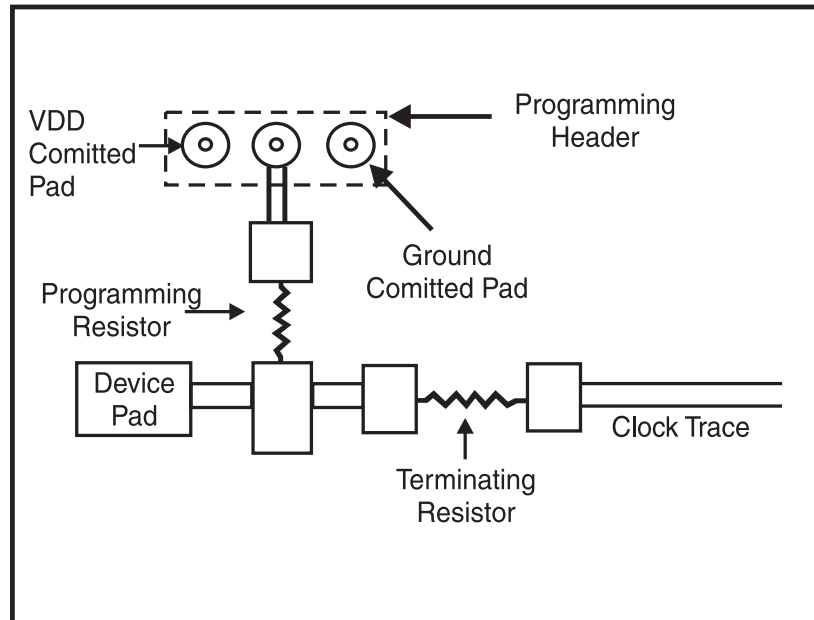 VDD
Comitted
Pad
Programming
Header
Ground
Comitted Pad
Programming
Resistor
Device
Pad
Clock Trace
Terminating
Resistor